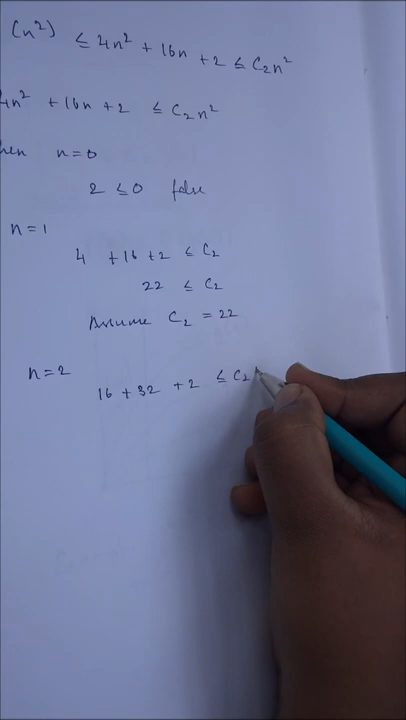 (n²) ≤ 4n² + 16n + 2 ≤ C₂n²
4n² + 16n + 2 ≤ C₂n²
hen n=0
2 ≤ 0 false
n=1
4 + 16 + 2 ≤ C₂
22 ≤ C₂
Assume C₂ = 22
n=2
16 + 32 + 2 ≤ C₂